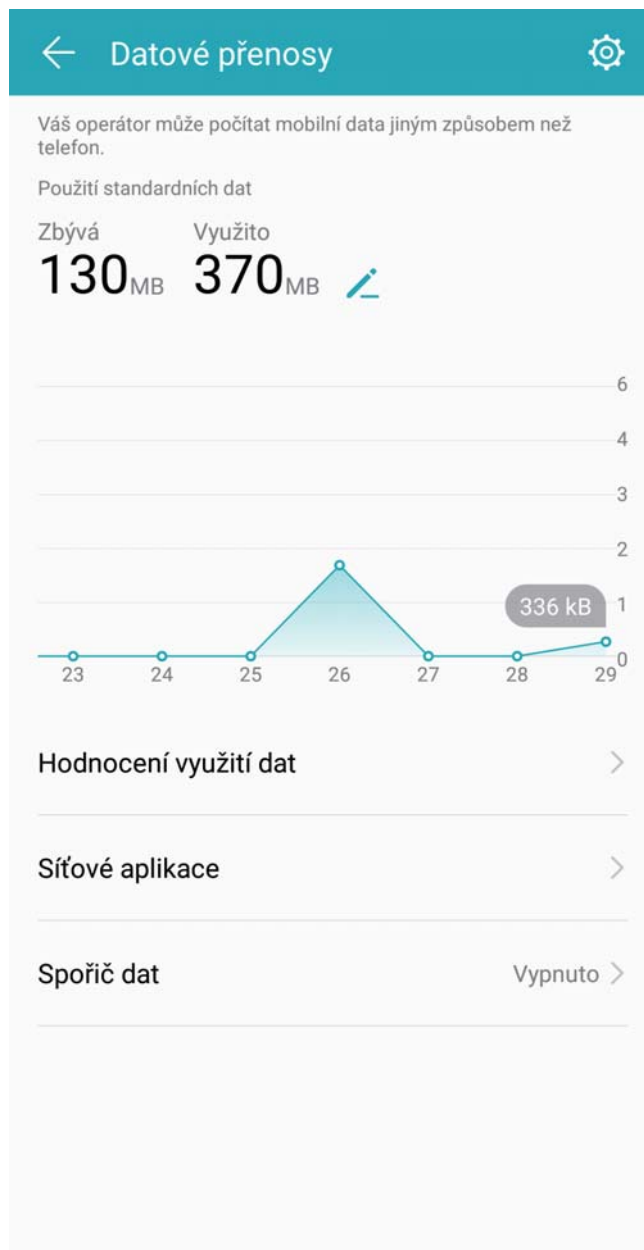 Datové přenosy
Váš operátor může počítat mobilní data jiným způsobem než
telefon.
Použití standardních dat
Zbývá Využito
130MB 370MB
6
4
3
2
336 kB 1
0
23 24 25 26 27 28 29
Hodnocení využití dat
Síťové aplikace
Spořič dat Vypnuto